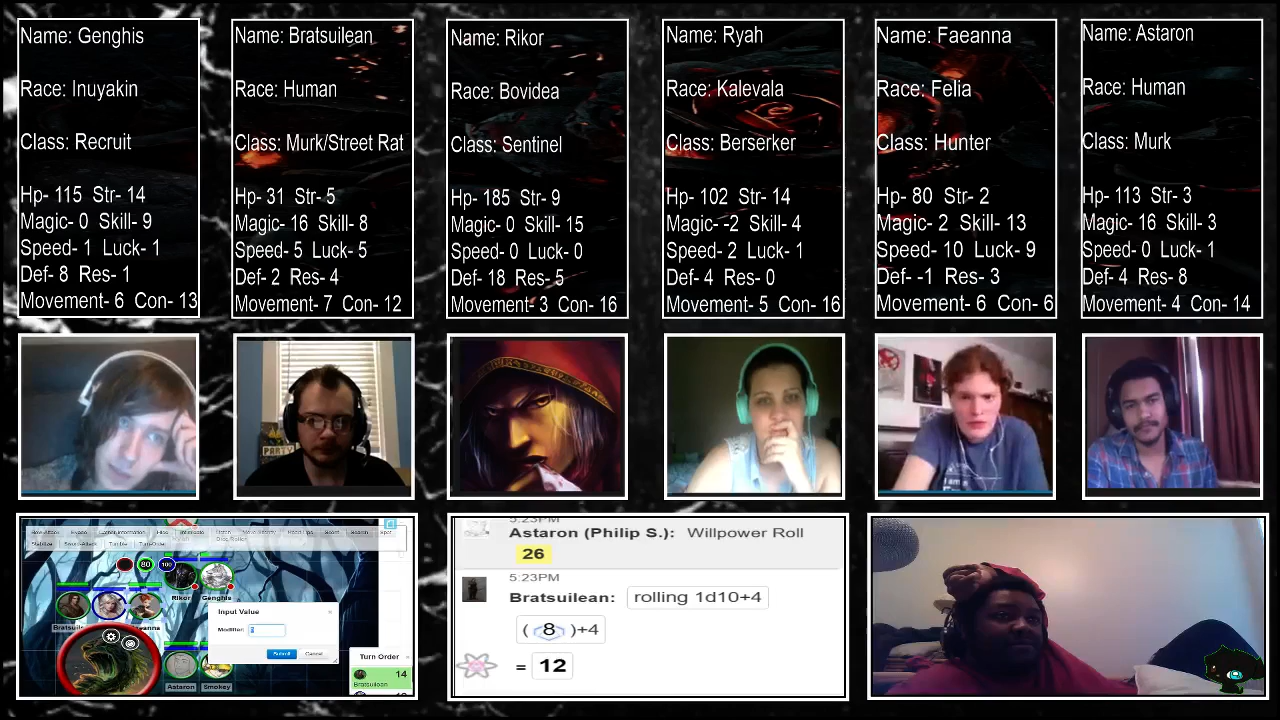 Name: Genghis
Race: Inuyakin
Class: Recruit
Hp- 115 Str- 14
Magic- 0 Skill- 9
Speed- 1 Luck- 1
Def- 8 Res- 1
Movement- 6 Con- 13
Name: Bratsuilean
Race: Human
Class: Murk/Street Rat
Hp- 31 Str- 5
Magic- 16 Skill- 8
Speed- 5 Luck- 5
Def- 2 Res- 4
Movement- 7 Con- 12
Name: Rikor
Race: Bovidea
Class: Sentinel
Hp- 185 Str- 9
Magic- 0 Skill- 15
Speed- 0 Luck- 0
Def- 18 Res- 5
Movement- 3 Con- 16
Name: Ryah
Race: Kalevala
Class: Berserker
Hp- 102 Str- 14
Magic- -2 Skill- 4
Speed- 2 Luck- 1
Def- 4 Res- 0
Movement- 5 Con- 16
Name: Faeanna
Race: Felia
Class: Hunter
Hp- 80 Str- 2
Magic- 2 Skill- 13
Speed- 10 Luck- 9
Def- -1 Res- 3
Movement- 6 Con- 6
Name: Astaron
Race: Human
Class: Murk
Hp- 113 Str- 3
Magic- 16 Skill- 3
Speed- 0 Luck- 1
Def- 4 Res- 8
Movement- 4 Con- 14
PARTY
80 100
Rikor Genghis
Input Value
Modifier:
Submit Cancel
Astaron Smokey
Turn Order
14
Bratsuilean
5:23PM
Astaron (Philip S.): Willpower Roll
26
5:23PM
Bratsuilean: rolling 1d10+4
(8)+4
= 12